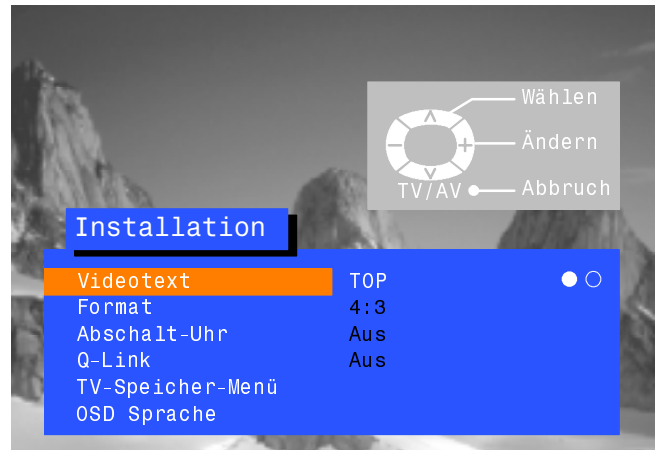 Wählen
Ändern
TV/AV Abbruch
Installation
Videotext TOP
Format 4:3
Abschalt-Uhr Aus
Q-Link Aus
TV-Speicher-Menü
OSD Sprache